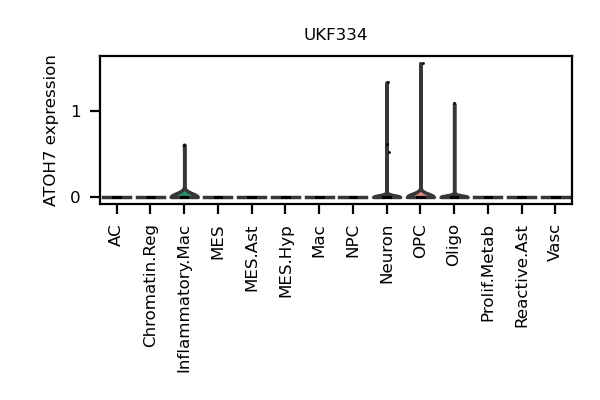 UKF334
ATOH7 expression
1
0
AC
Chromatin.Reg
Inflammatory.Mac
MES
MES.Ast
MES.Hyp
Mac
NPC
Neuron
OPC
Oligo
Prolif.Metab
Reactive.Ast
Vasc